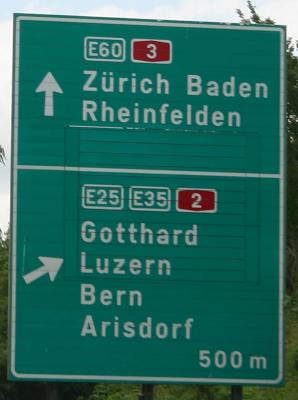 E60 3
Zürich Baden
Rheinfelden
E25 E35 2
Gotthard
Luzern
Bern
Arisdorf
500 m